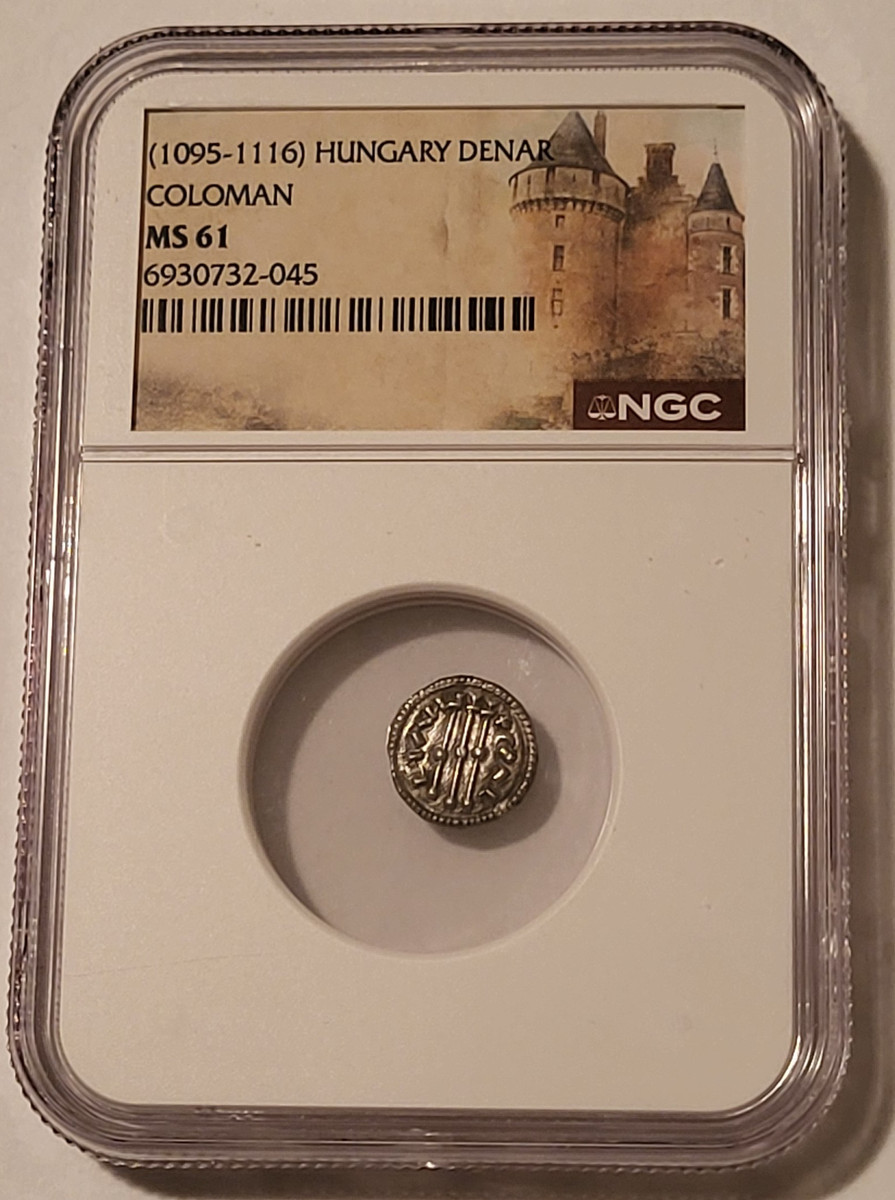 (1095-1116) HUNGARY DENAR
COLOMAN
MS 61
6930732-045
NGC